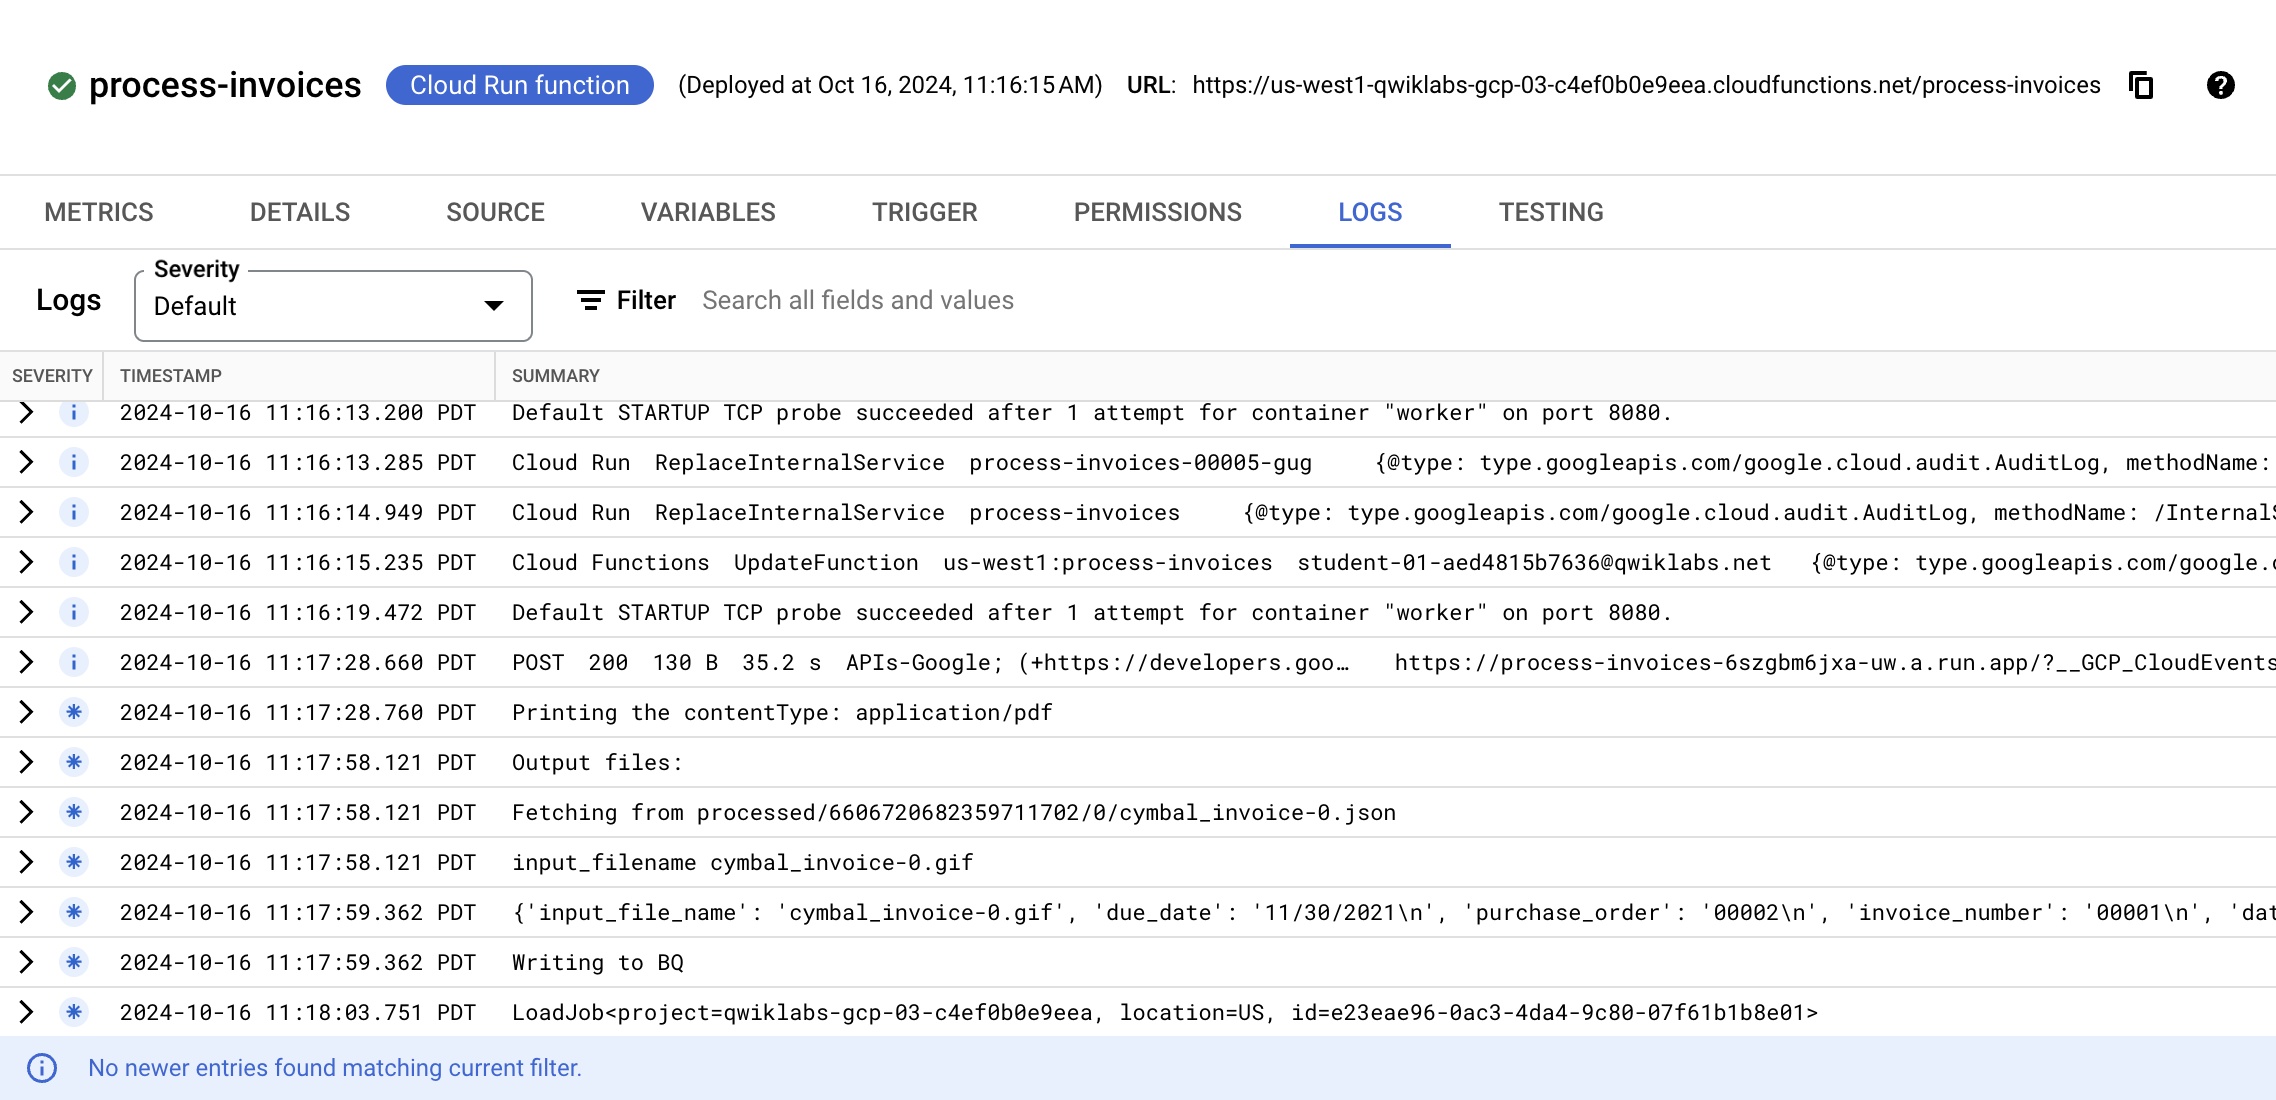 process-invoices Cloud Run function (Deployed at Oct 16, 2024, 11:16:15 AM) URL: https://us-west1-qwiklabs-gcp-03-c4ef0b0e9eea.cloudfunctions.net/process-invoices
METRICS DETAILS SOURCE VARIABLES TRIGGER PERMISSIONS LOGS TESTING
Severity
Logs Default Filter Search all fields and values
SEVERITY TIMESTAMP SUMMARY
2024-10-16 11:16:13.200 PDT Default STARTUP TCP probe succeeded after 1 attempt for container "worker" on port 8080.
2024-10-16 11:16:13.285 PDT Cloud Run ReplaceInternalService process-invoices-00005-gug {@type: type.googleapis.com/google.cloud.audit.AuditLog, methodName:
2024-10-16 11:16:14.949 PDT Cloud Run ReplaceInternalService process-invoices {@type: type.googleapis.com/google.cloud.audit.AuditLog, methodName: /InternalS
2024-10-16 11:16:15.235 PDT Cloud Functions UpdateFunction us-west1:process-invoices student-01-aed4815b7636@qwiklabs.net {@type: type.googleapis.com/google.c
2024-10-16 11:16:19.472 PDT Default STARTUP TCP probe succeeded after 1 attempt for container "worker" on port 8080.
2024-10-16 11:17:28.660 PDT POST 200 130 B 35.2 s APIs-Google; (+https://developers.goo… https://process-invoices-6szgbm6jxa-uw.a.run.app/?__GCP_CloudEvents
2024-10-16 11:17:28.760 PDT Printing the contentType: application/pdf
2024-10-16 11:17:58.121 PDT Output files:
2024-10-16 11:17:58.121 PDT Fetching from processed/6606720682359711702/0/cymbal_invoice-0.json
2024-10-16 11:17:58.121 PDT input_filename cymbal_invoice-0.gif
2024-10-16 11:17:59.362 PDT {'input_file_name': 'cymbal_invoice-0.gif', 'due_date': '11/30/2021\n', 'purchase_order': '00002\n', 'invoice_number': '00001\n', 'dat
2024-10-16 11:17:59.362 PDT Writing to BQ
2024-10-16 11:18:03.751 PDT LoadJob<project=qwiklabs-gcp-03-c4ef0b0e9eea, location=US, id=e23eae96-0ac3-4da4-9c80-07f61b1b8e01>
No newer entries found matching current filter.